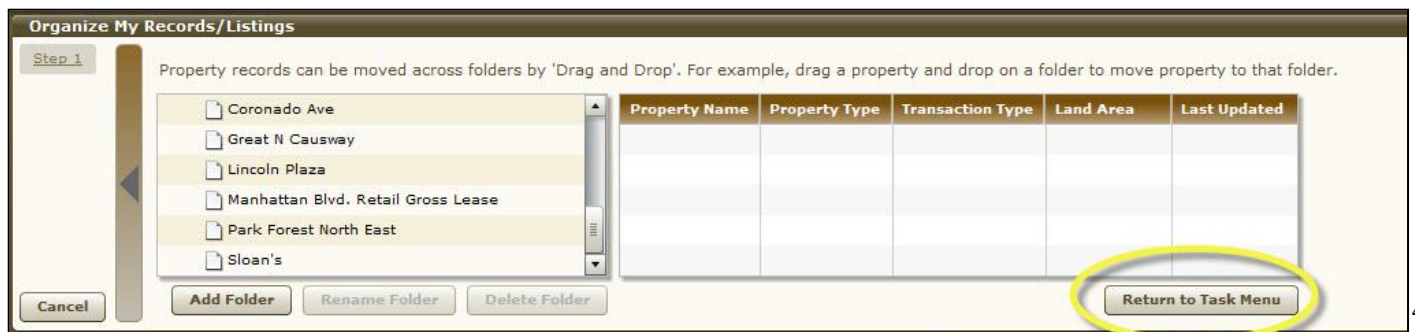 Organize My Records/Listings
Step 1
Property records can be moved across folders by 'Drag and Drop'. For example, drag a property and drop on a folder to move property to that folder.
Coronado Ave
Great N Causway
Lincoln Plaza
Manhattan Blvd. Retail Gross Lease
Park Forest North East
Sloan's
Property Name Property Type Transaction Type Land Area Last Updated
Cancel
Add Folder Rename Folder Delete Folder
Return to Task Menu